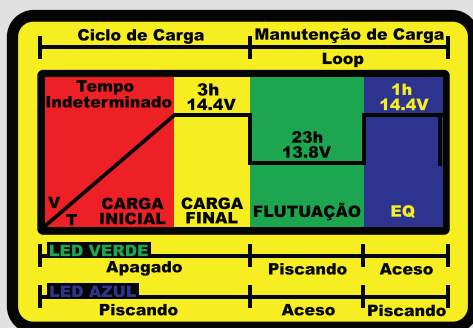 Ciclo de Carga
Manutenção de Carga
Loop
Tempo
Indeterminado
3h
14.4V
1h
14.4V
23h
13.8V
V
T
CARGA
INICIAL
CARGA
FINAL
FLUTUAÇÃO
EQ
LED VERDE
Apagado
Piscando
Aceso
LED AZUL
Piscando
Aceso
Piscando